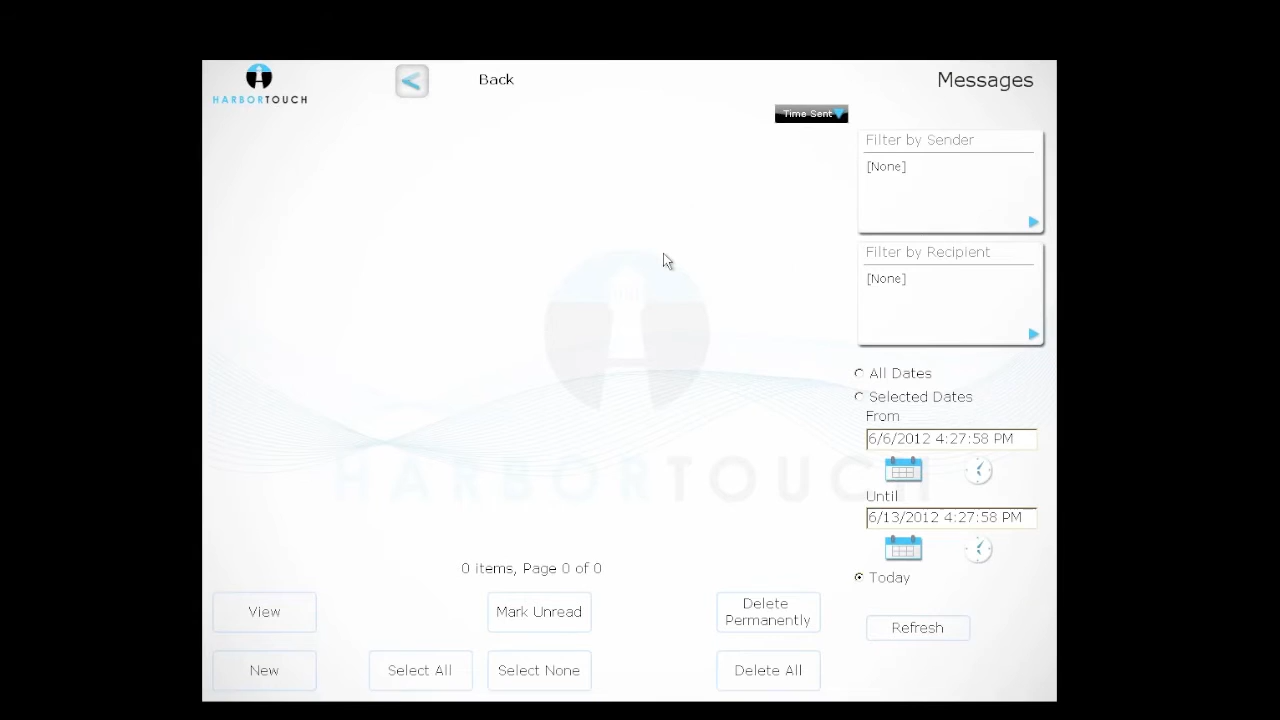 HARBORTOUCH
Back
Messages
Time Sent
Filter by Sender
[None]
Filter by Recipient
[None]
All Dates
Selected Dates
From
6/6/2012 4:27:58 PM
Until
6/13/2012 4:27:58 PM
Today
HARBORTOUCH
0 items, Page 0 of 0
View
Mark Unread
Delete
Permanently
Refresh
New
Select All
Select None
Delete All